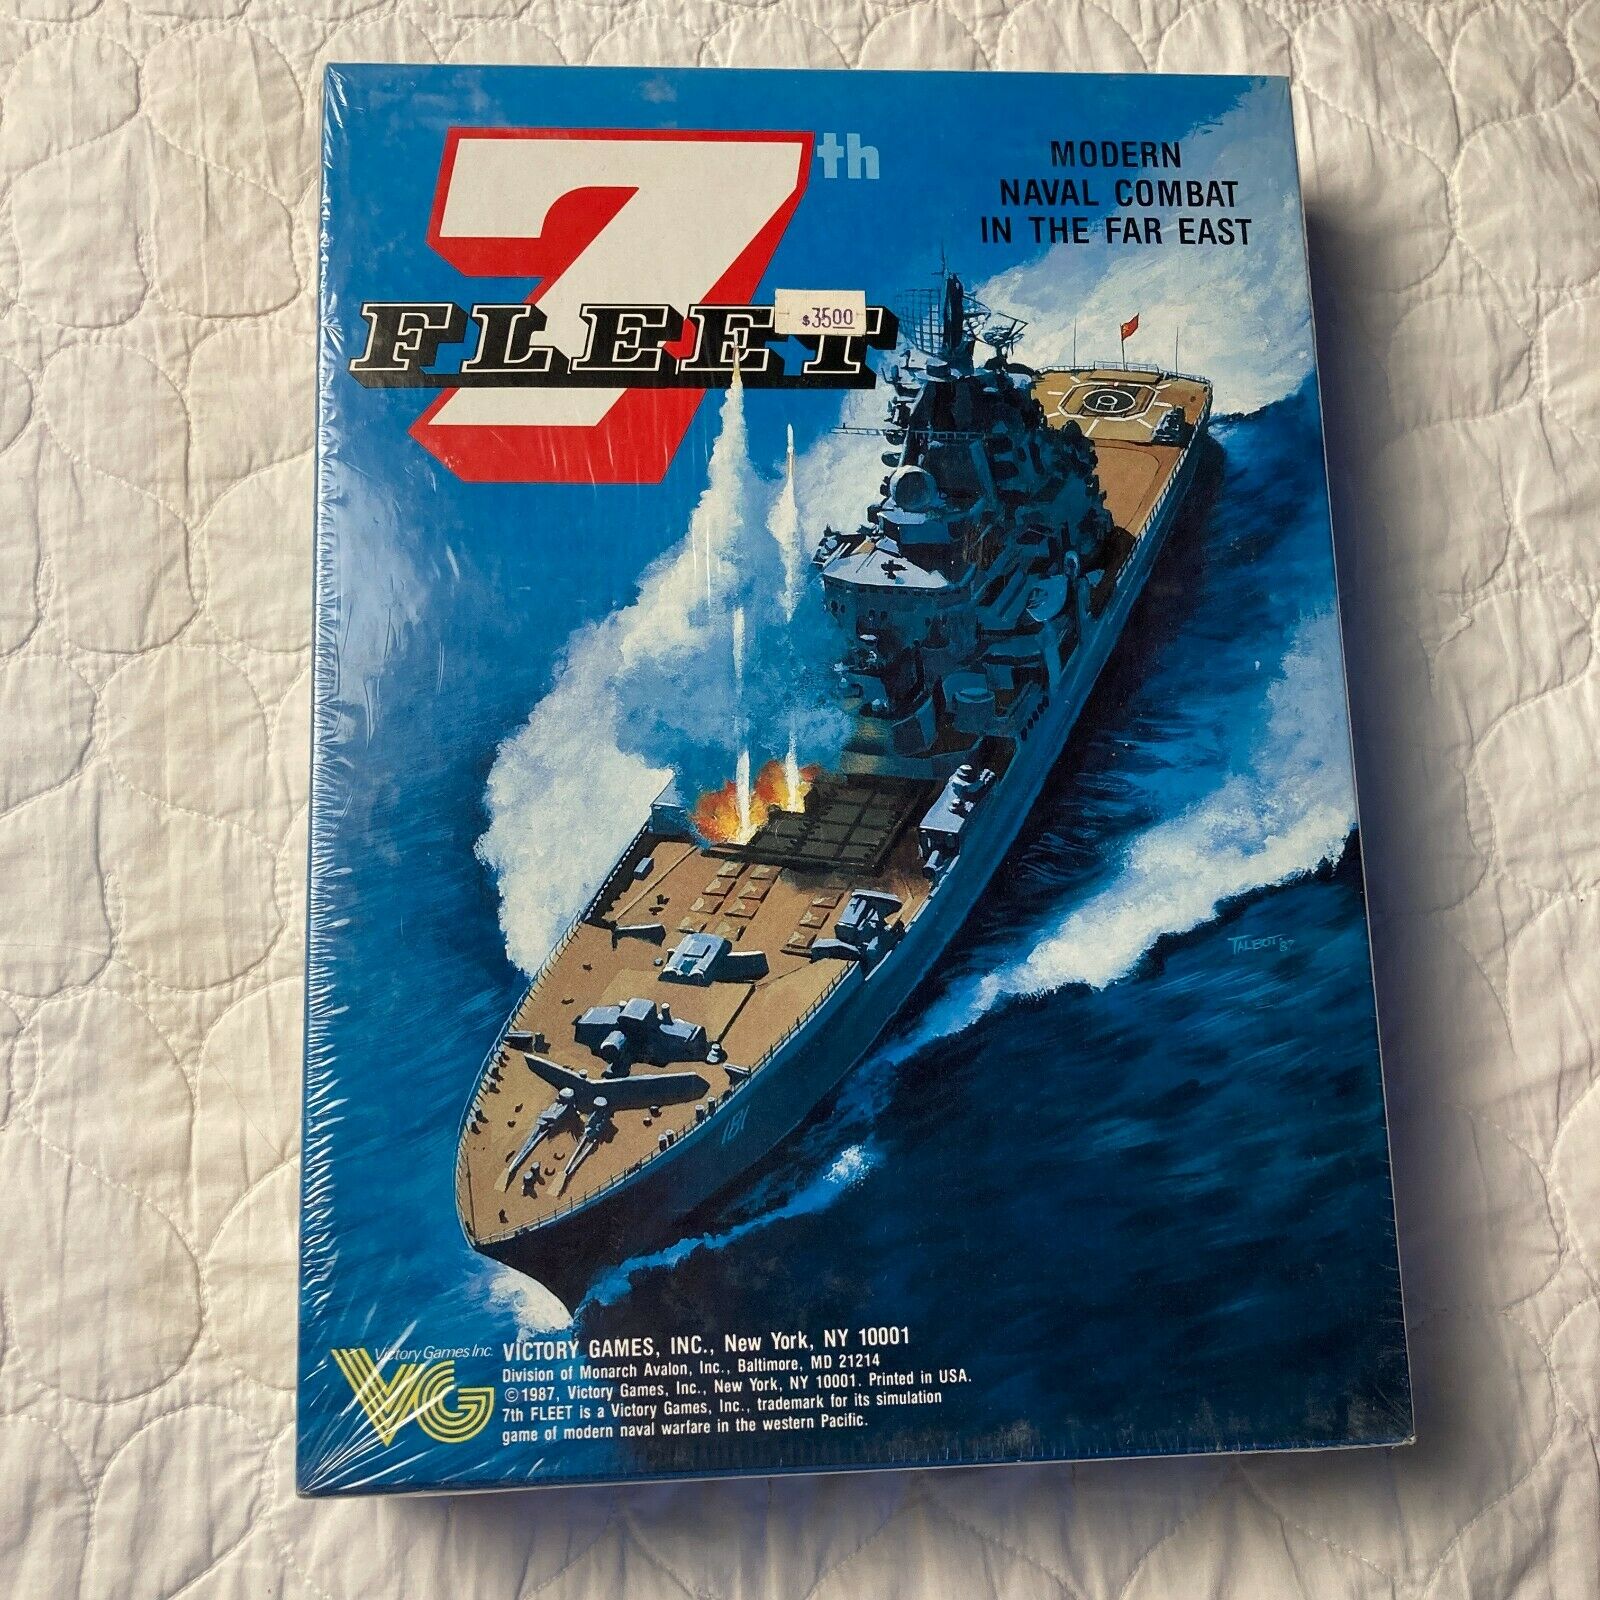 7th
FLEET
$3500
MODERN
NAVAL COMBAT
IN THE FAR EAST
TALBOT '87
181
Victory Games Inc.
VG
VICTORY GAMES, INC., New York, NY 10001
Division of Monarch Avalon, Inc., Baltimore, MD 21214
©1987, Victory Games, Inc., New York, NY 10001. Printed in USA.
7th FLEET is a Victory Games, Inc., trademark for its simulation
game of modern naval warfare in the western Pacific.